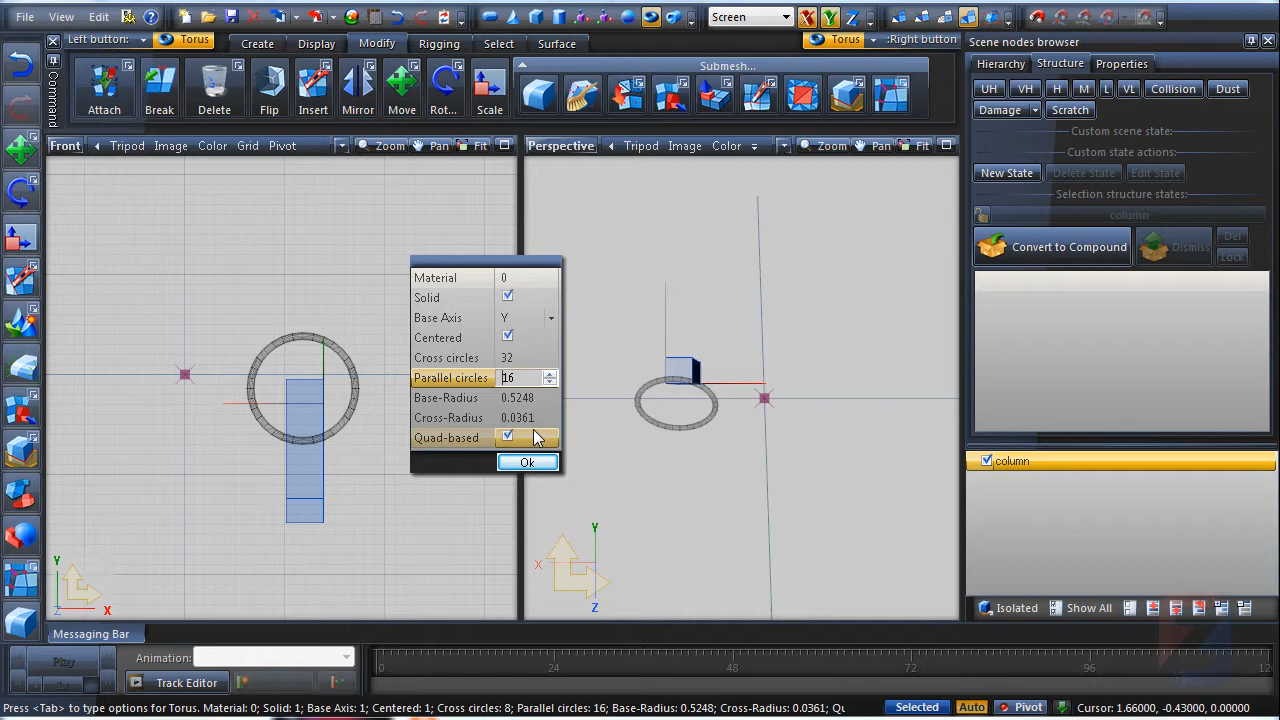 File View Edit Screen X Y Z
Left button: Torus Create Display Modify Rigging Select Surface Torus :Right button
Command
Attach Break Delete Flip Insert Mirror Move Rot... Scale
Submesh...
Front Tripod Image Color Grid Pivot Zoom Pan Fit
Perspective Tripod Image Color Zoom Pan Fit
Material 0
Solid
Base Axis Y
Centered
Cross circles 32
Parallel circles 16
Base-Radius 0.5248
Cross-Radius 0.0361
Quad-based
Ok
Y
Z X
Y
X
Z
Scene nodes browser
Hierarchy Structure Properties
UH VH H M L VL Collision Dust
Damage Scratch
Custom scene state:
Custom state actions:
New State Delete State Edit State
Selection structure states:
column
Convert to Compound Dismiss Del
Lock
column
Isolated Show All
Messaging Bar
Play Animation:
Track Editor
0 24 48 72 96
Press <Tab> to type options for Torus. Material: 0; Solid: 1; Base Axis: 1; Centered: 1; Cross circles: 8; Parallel circles: 16; Base-Radius: 0.5248; Cross-Radius: 0.0361; Qu
Selected Auto Pivot Cursor: 1.66000, -0.43000, 0.00000